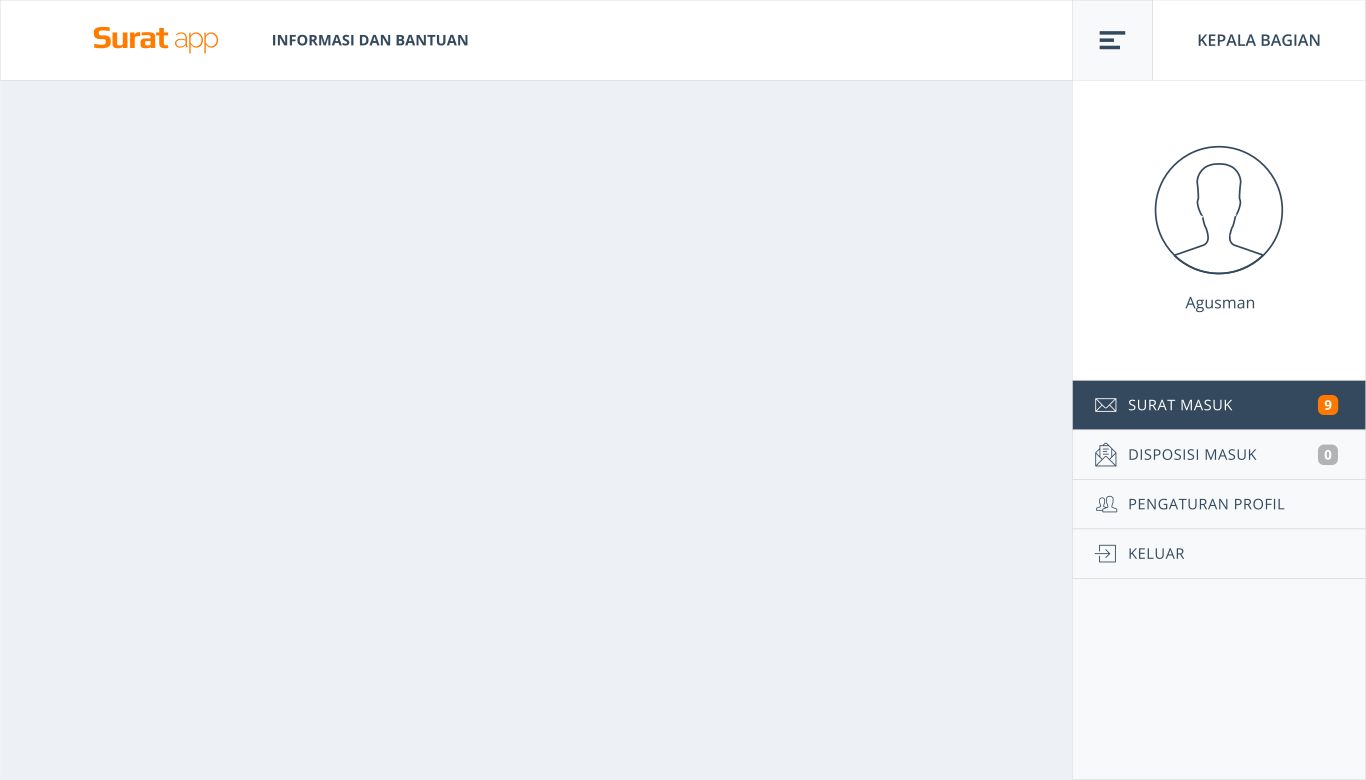 Surat app
INFORMASI DAN BANTUAN
KEPALA BAGIAN
Agusman
SURAT MASUK 9
DISPOSISI MASUK 0
PENGATURAN PROFIL
KELUAR